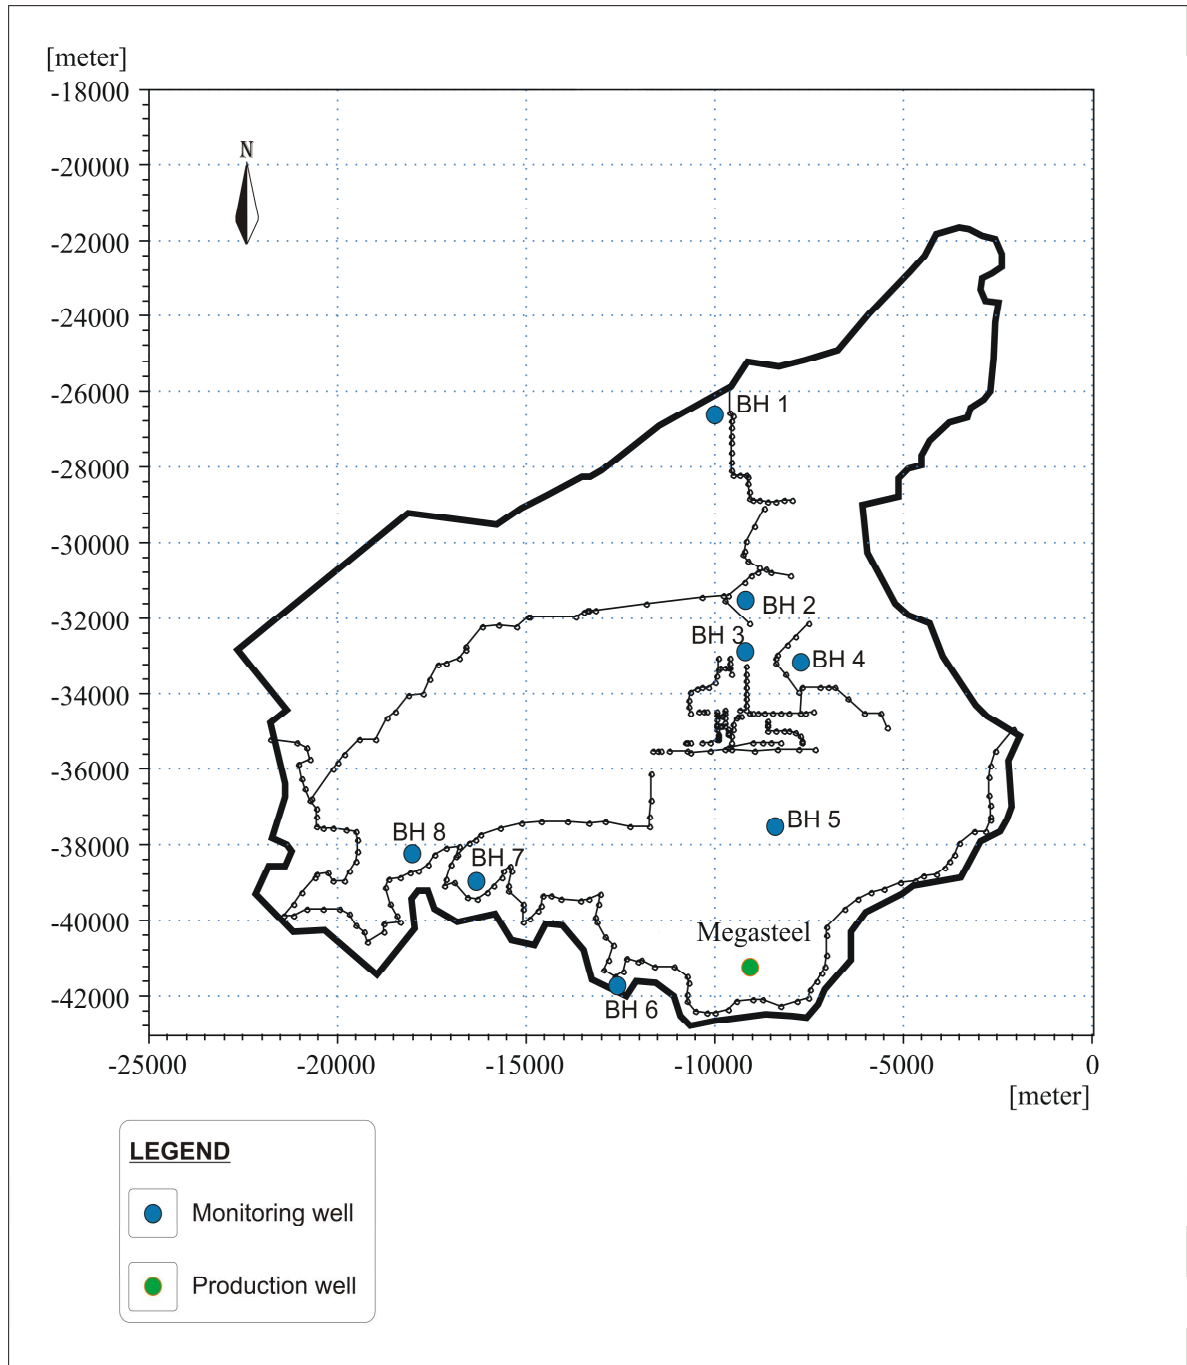 [meter]
-18000
N
-20000
-22000
-24000
-26000
BH 1
-28000
-30000
-32000
BH 2
BH 3
BH 4
-34000
-36000
BH 5
BH 8
-38000
BH 7
-40000
Megasteel
-42000
BH 6
-25000 -20000 -15000 -10000 -5000 0
[meter]
LEGEND
Monitoring well
Production well